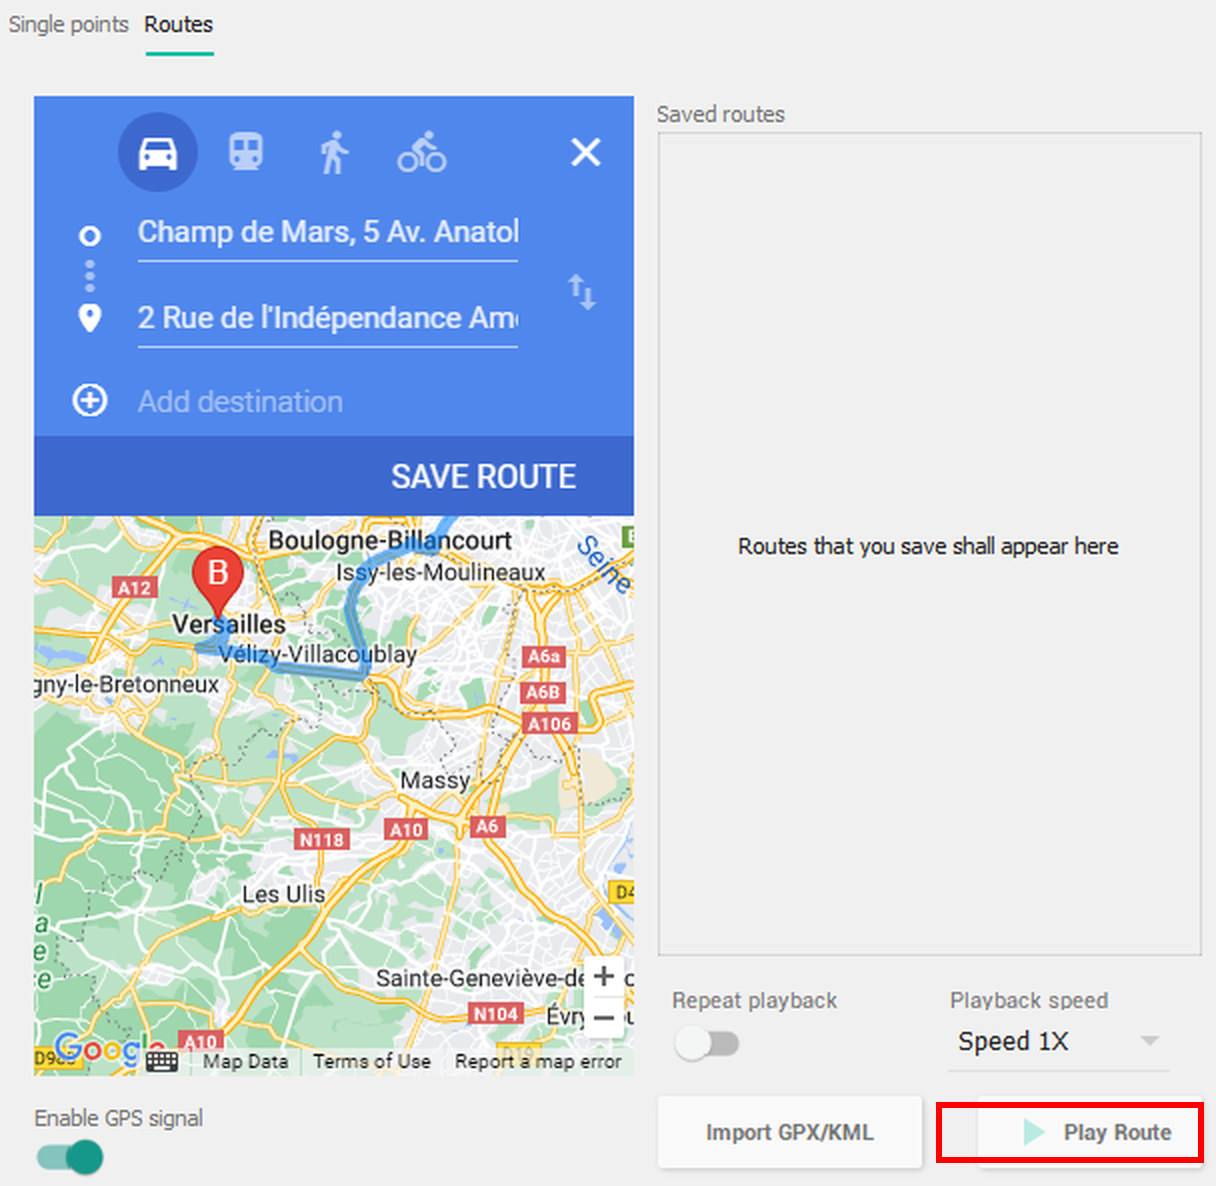 Single points Routes
Saved routes
Champ de Mars, 5 Av. Anatol
2 Rue de l'Indépendance Am
Add destination
SAVE ROUTE
Boulogne-Billancourt
Seine
Issy-les-Moulineaux
A12
B
Versailles
Vélizy-Villacoublay
A6a
gny-le-Bretonneux
A6B
A106
Massy
N118
A10
A6
Les Ulis
D4
Sainte-Geneviève-de
N104
Évry
A10
D19
Google
Map Data
Terms of Use
Report a map error
Routes that you save shall appear here
Repeat playback
Playback speed
Speed 1X
Enable GPS signal
Import GPX/KML
Play Route